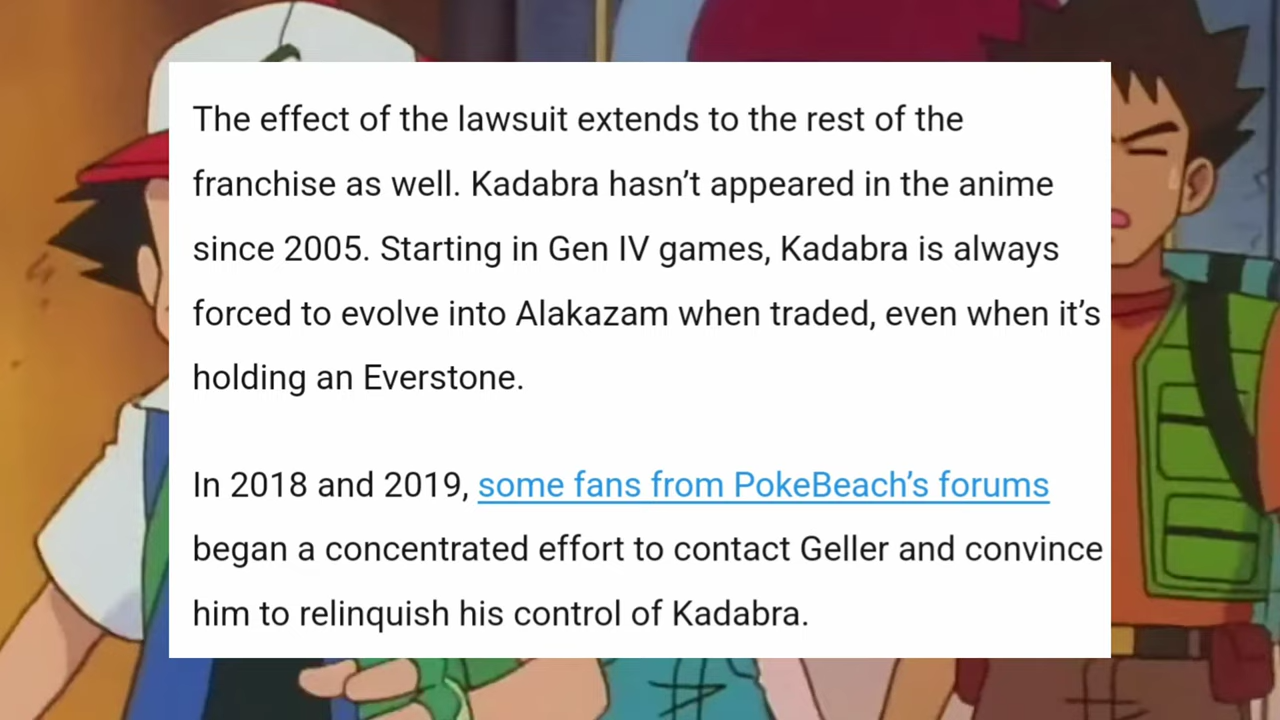 The effect of the lawsuit extends to the rest of the
franchise as well. Kadabra hasn’t appeared in the anime
since 2005. Starting in Gen IV games, Kadabra is always
forced to evolve into Alakazam when traded, even when it’s
holding an Everstone.
In 2018 and 2019, some fans from PokeBeach’s forums
began a concentrated effort to contact Geller and convince
him to relinquish his control of Kadabra.